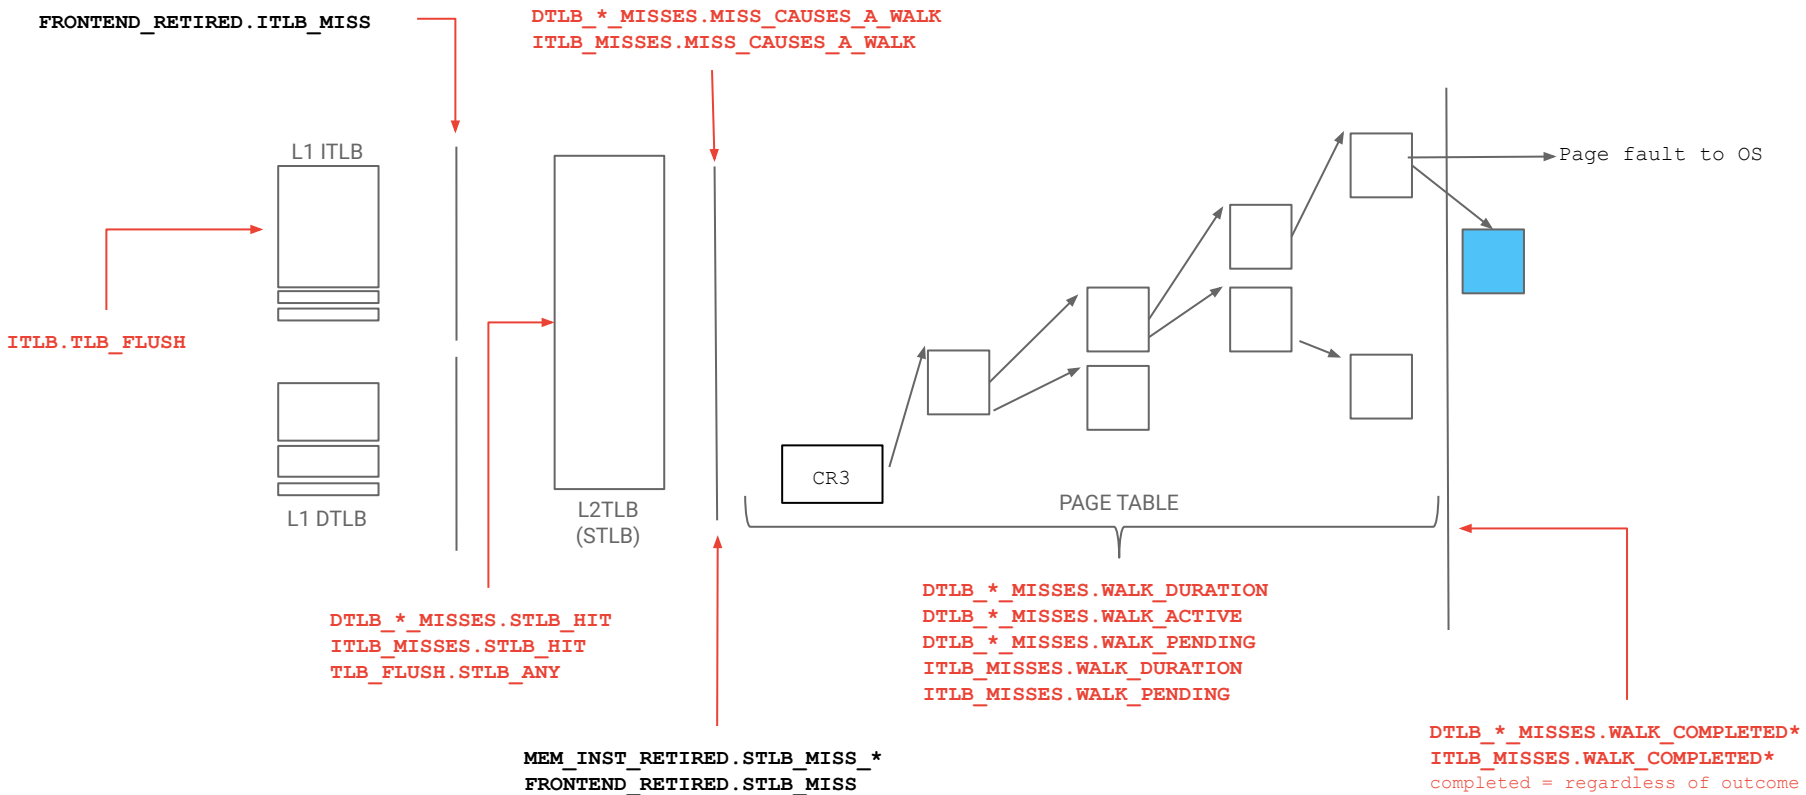 FRONTEND_RETIRED.ITLB_MISS
DTLB_*_MISSES.MISS_CAUSES_A_WALK
ITLB_MISSES.MISS_CAUSES_A_WALK
L1 ITLB
Page fault to OS
ITLB.TLB_FLUSH
CR3
L1 DTLB
L2TLB
(STLB)
PAGE TABLE
DTLB_*_MISSES.STLB_HIT
ITLB_MISSES.STLB_HIT
TLB_FLUSH.STLB_ANY
DTLB_*_MISSES.WALK_DURATION
DTLB_*_MISSES.WALK_ACTIVE
DTLB_*_MISSES.WALK_PENDING
ITLB_MISSES.WALK_DURATION
ITLB_MISSES.WALK_PENDING
MEM_INST_RETIRED.STLB_MISS_*
FRONTEND_RETIRED.STLB_MISS
DTLB_*_MISSES.WALK_COMPLETED*
ITLB_MISSES.WALK_COMPLETED*
completed = regardless of outcome